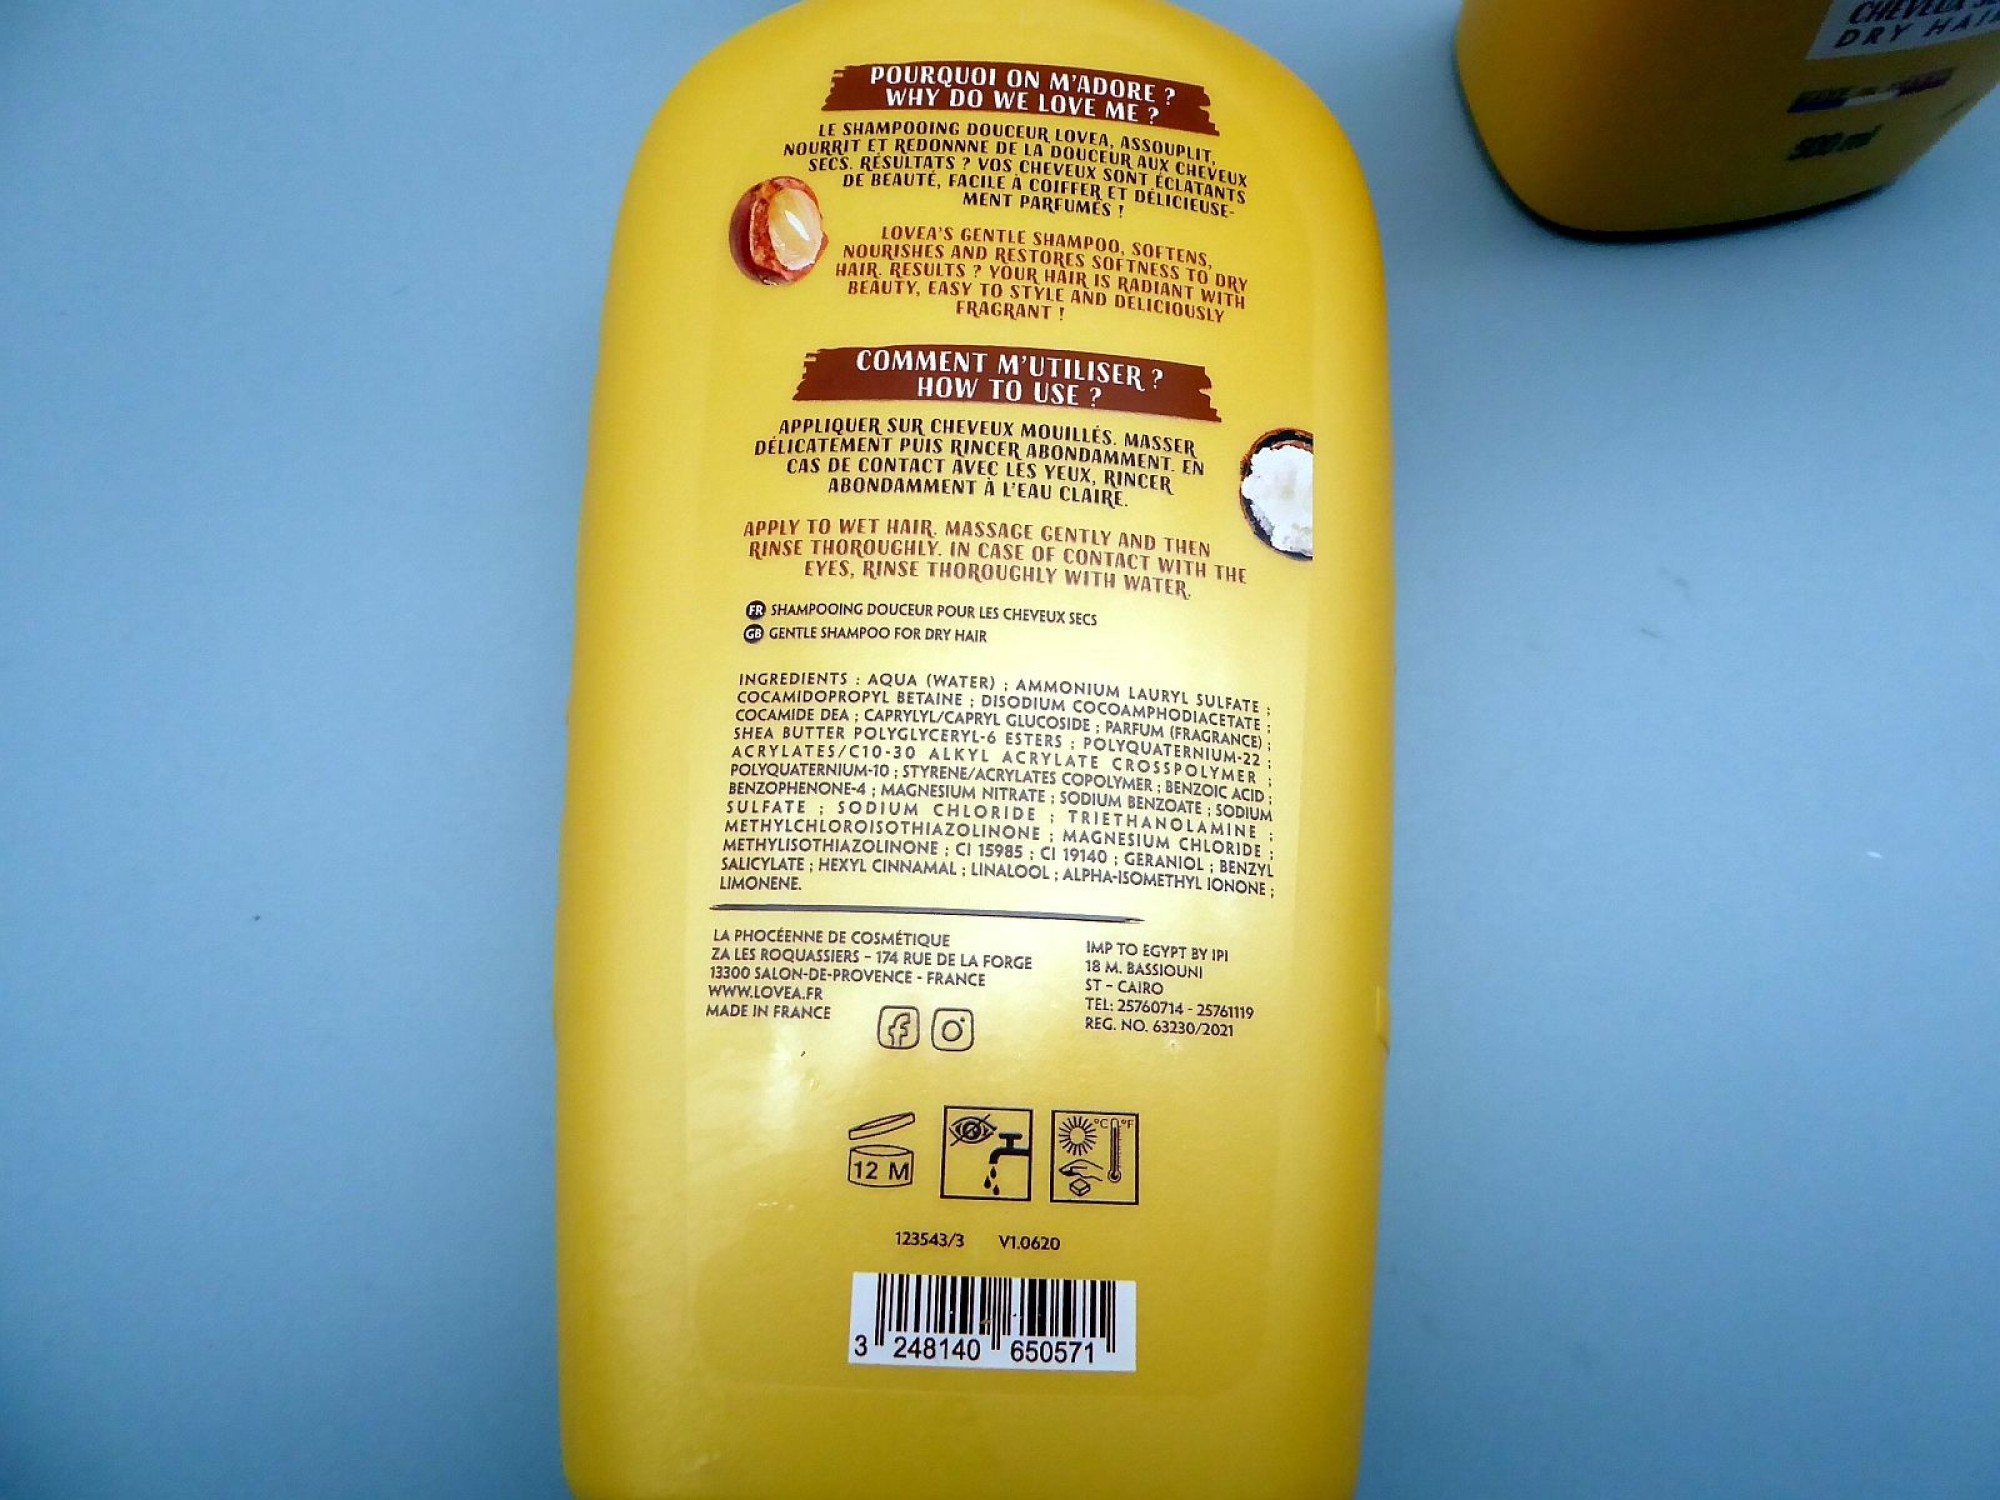 POURQUOI ON M'ADORE ?
WHY DO WE LOVE ME ?
LE SHAMPOOING DOUCEUR LOVEA, ASSOUPLIT,
NOURRIT ET REDONNNE DE LA DOUCEUR AUX CHEVEUX
SECS. RÉSULTATS ? VOS CHEVEUX SONT ÉCLATANTS
DE BEAUTÉ, FACILE À COIFFER ET DÉLICIEUSE-
MENT PARFUMÉS !
LOVEA'S GENTLE SHAMPOO, SOFTENS,
NOURISHES AND RESTORES SOFTNESS TO DRY
HAIR. RESULTS ? YOUR HAIR IS RADIANT WITH
BEAUTY, EASY TO STYLE AND DELICIOUSLY
FRAGRANT !
COMMENT M'UTILISER ?
HOW TO USE ?
APPLIQUER SUR CHEVEUX MOUILLÉS. MASSER
DÉLICATEMENT PUIS RINCER ABONDAMMENT. EN
CAS DE CONTACT AVEC LES YEUX, RINCER
ABONDAMMENT À L'EAU CLAIRE.
APPLY TO WET HAIR. MASSAGE GENTLY AND THEN
RINSE THOROUGHLY. IN CASE OF CONTACT WITH THE
EYES, RINSE THOROUGHLY WITH WATER.
FR SHAMPOOING DOUCEUR POUR LES CHEVEUX SECS
GB GENTLE SHAMPOO FOR DRY HAIR
INGREDIENTS : AQUA (WATER) ; AMMONIUM LAURYL SULFATE ;
COCAMIDOPROPYL BETAINE ; DISODIUM COCOAMPHODIACETATE ;
COCAMIDE DEA ; CAPRYLYL/CAPRYL GLUCOSIDE ; PARFUM (FRAGRANCE) ;
SHEA BUTTER POLYGLYCERYL-6 ESTERS ; POLYQUATERNIUM-22 ;
ACRYLATES/C10-30 ALKYL ACRYLATE CROSSPOLYMER ;
POLYQUATERNIUM-10 ; STYRENE/ACRYLATES COPOLYMER ; BENZOIC ACID ;
BENZOPHENONE-4 ; MAGNESIUM NITRATE ; SODIUM BENZOATE ; SODIUM
SULFATE ; SODIUM CHLORIDE ; TRIETHANOLAMINE ;
METHYLCHLOROISOTHIAZOLINONE ; MAGNESIUM CHLORIDE ;
METHYLISOTHIAZOLINONE ; CI 15985 ; CI 19140 ; GERANIOL ; BENZYL
SALICYLATE ; HEXYL CINNAMAL ; LINALOOL ; ALPHA-ISOMETHYL IONONE ;
LIMONENE.
LA PHOCÉENNE DE COSMÉTIQUE
ZA LES ROQUASSIERS - 174 RUE DE LA FORGE
13300 SALON-DE-PROVENCE - FRANCE
WWW.LOVEA.FR
MADE IN FRANCE
IMP TO EGYPT BY IPI
18 M. BASSIOUNI
ST - CAIRO
TEL: 25760714 - 25761119
REG. NO. 63230/2021
12 M
°C °F
123543/3 V1.0620
3 248140 650571
CHEVEUX
DRY HAI
500 ml